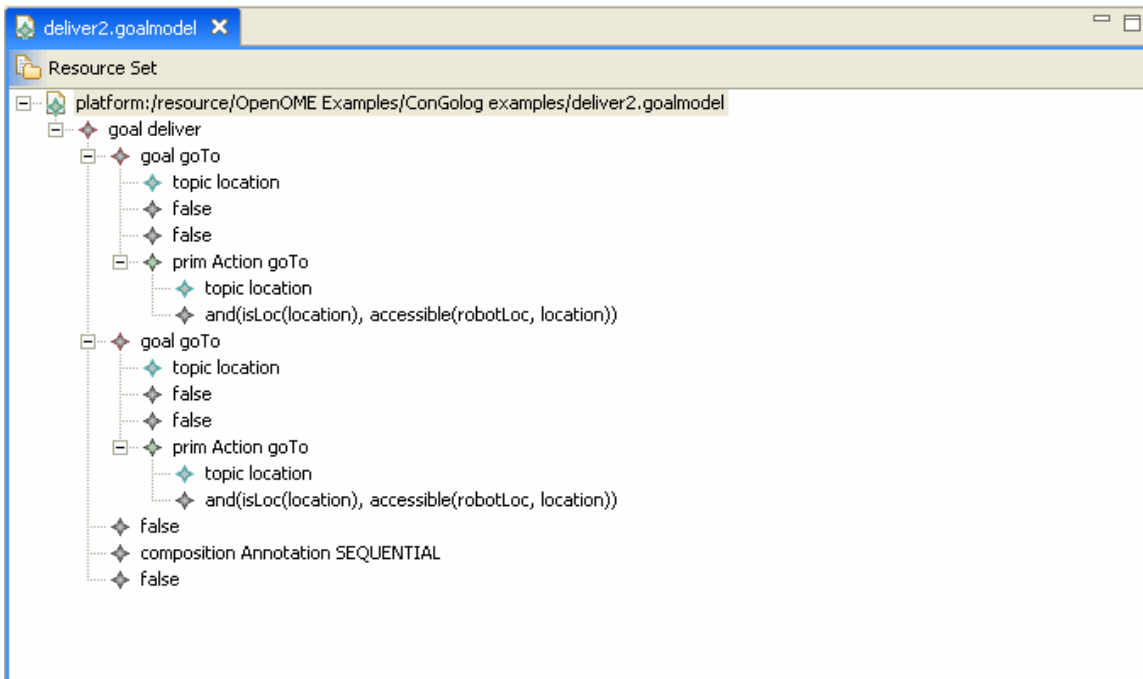 deliver2.goalmodel
Resource Set
platform:/resource/OpenOME Examples/ConGolog examples/deliver2.goalmodel
goal deliver
goal goTo
topic location
false
false
prim Action goTo
topic location
and(isLoc(location), accessible(robotLoc, location))
goal goTo
topic location
false
false
prim Action goTo
topic location
and(isLoc(location), accessible(robotLoc, location))
false
composition Annotation SEQUENTIAL
false